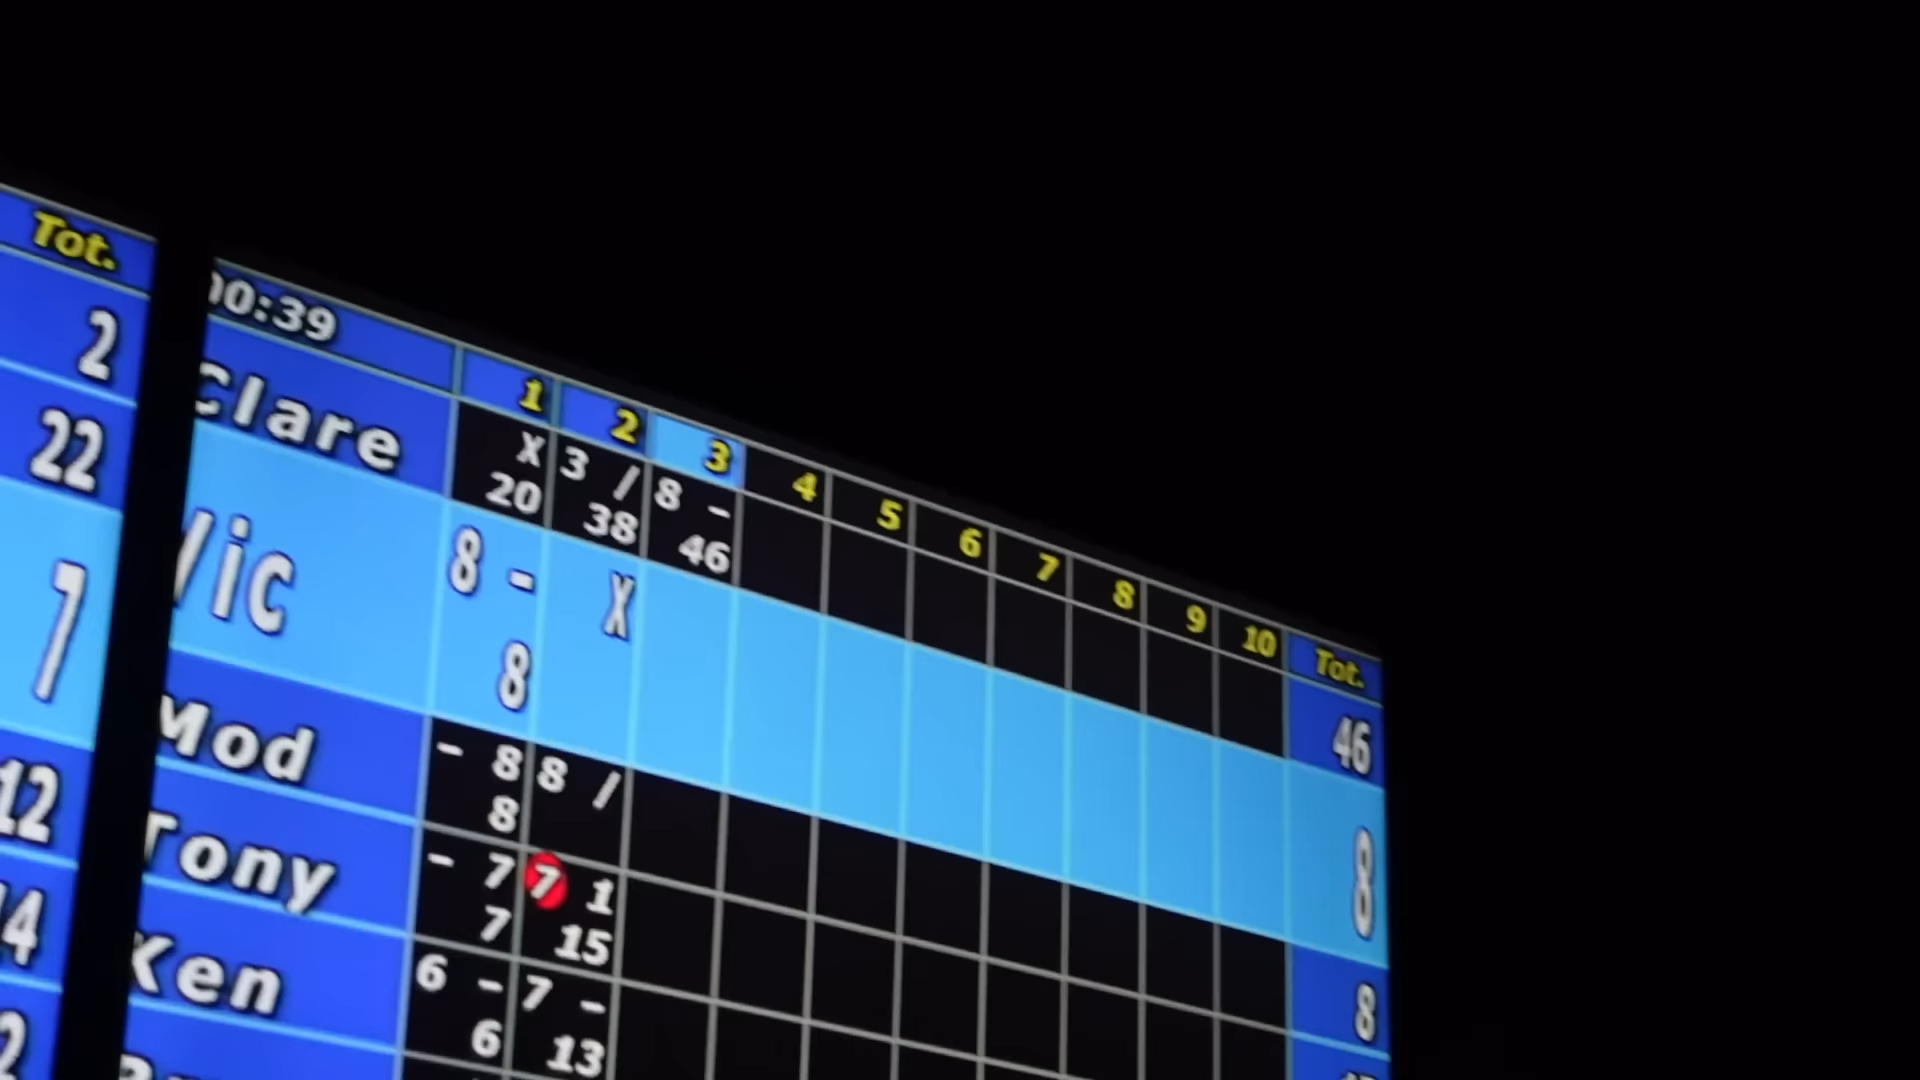 Tot.
2
22
7
12
14
2
00:39 1 2 3 4 5 6 7 8 9 10 Tot.
Clare X 3 / 8 -
20 38 46 46
Vic 8 - X
8 8
Mod - 8 8 /
8 8
Tony - 7 7 1
7 15
Ken 6 - 7 -
6 13